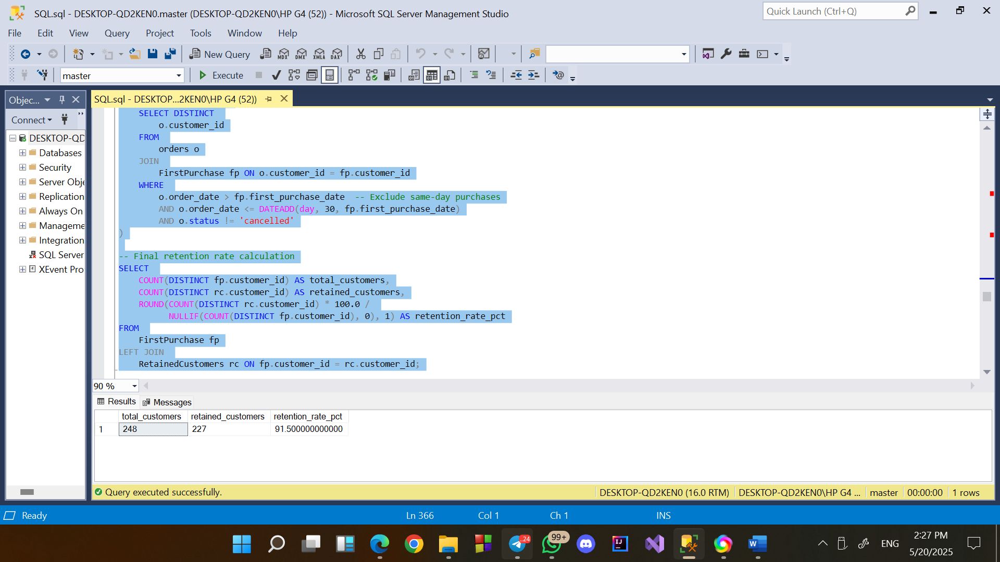 SQL.sql - DESKTOP-QD2KEN0.master (DESKTOP-QD2KEN0\HP G4 (52)) - Microsoft SQL Server Management Studio
Quick Launch (Ctrl+Q)
File Edit View Query Project Tools Window Help
New Query MDX DMX XMLA DAX
master Execute
Objec... SQL.sql - DESKTOP...2KEN0\HP G4 (52))
Connect
DESKTOP-QD
Databases
Security
Server Obje
Replication
Always On
Manageme
Integration
SQL Server
XEvent Pro
SELECT DISTINCT
o.customer_id
FROM
orders o
JOIN
FirstPurchase fp ON o.customer_id = fp.customer_id
WHERE
o.order_date > fp.first_purchase_date -- Exclude same-day purchases
AND o.order_date <= DATEADD(day, 30, fp.first_purchase_date)
AND o.status != 'cancelled'
)
-- Final retention rate calculation
SELECT
COUNT(DISTINCT fp.customer_id) AS total_customers,
COUNT(DISTINCT rc.customer_id) AS retained_customers,
ROUND(COUNT(DISTINCT rc.customer_id) * 100.0 /
NULLIF(COUNT(DISTINCT fp.customer_id), 0), 1) AS retention_rate_pct
FROM
FirstPurchase fp
LEFT JOIN
RetainedCustomers rc ON fp.customer_id = rc.customer_id;
90 %
Results Messages
total_customers retained_customers retention_rate_pct
1 248 227 91.500000000000
Query executed successfully. DESKTOP-QD2KEN0 (16.0 RTM) DESKTOP-QD2KEN0\HP G4 ... master 00:00:00 1 rows
Ready Ln 366 Col 1 Ch 1 INS
..24 99+ IJ W ENG 2:27 PM
5/20/2025